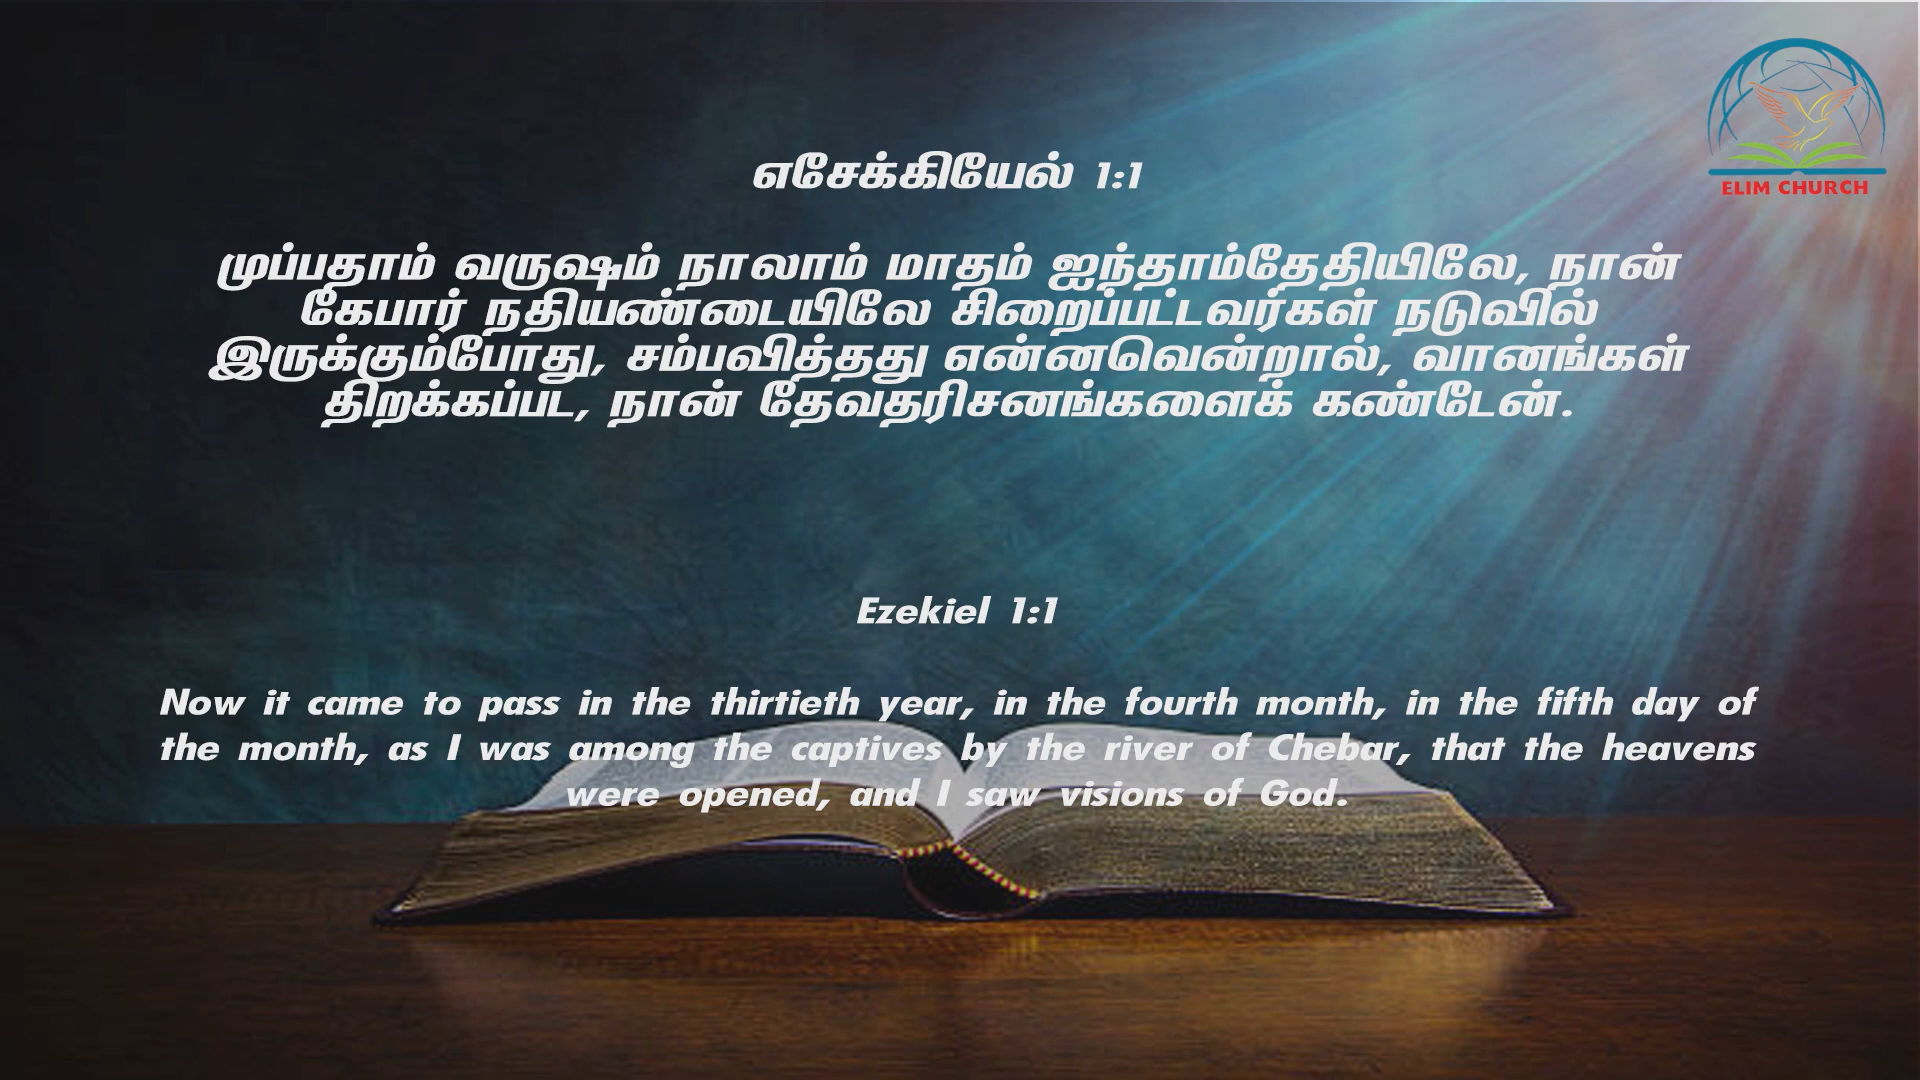 ELIM CHURCH
எசேக்கியேல் 1:1
முப்பதாம் வருஷம் நாலாம் மாதம் ஐந்தாம்தேதியிலே, நான்
கேபார் நதியண்டையிலே சிறைப்பட்டவர்கள் நடுவில்
இருக்கும்போது, சம்பவித்தது என்னவென்றால், வானங்கள்
திறக்கப்பட, நான் தேவதரிசனங்களைக் கண்டேன்.
Ezekiel 1:1
Now it came to pass in the thirtieth year, in the fourth month, in the fifth day of
the month, as I was among the captives by the river of Chebar, that the heavens
were opened, and I saw visions of God.